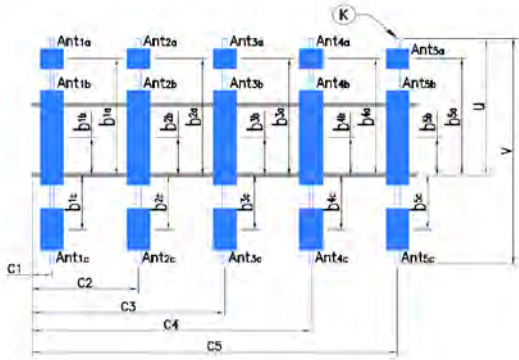 K
Ant1a Ant2a Ant3a Ant4a Ant5a
Ant1b Ant2b Ant3b Ant4b Ant5b
b1b b1a b2b b2a b3b b3a b4b b4a b5b b5a u v
b1c b2c b3c b4c b5c
Ant1c Ant2c Ant3c Ant4c Ant5c
C1
C2
C3
C4
C5